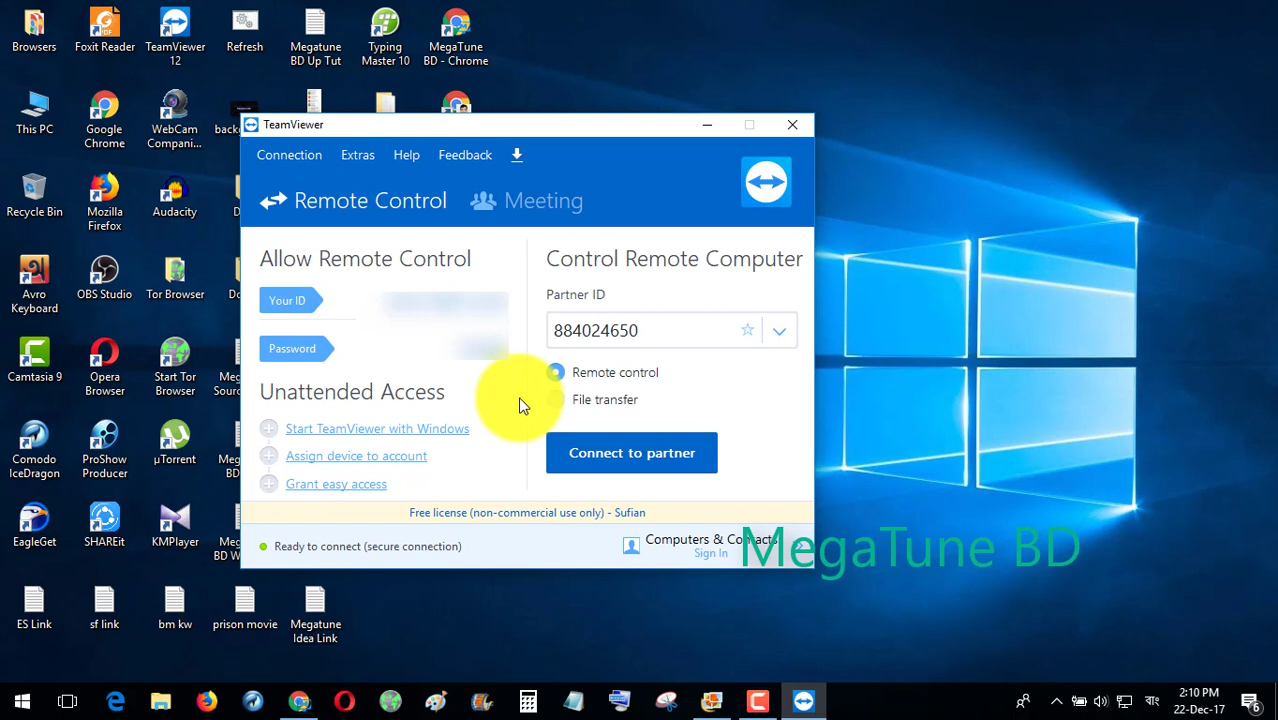 Browsers
Foxit Reader
TeamViewer
12
Refresh
Megatune
BD Up Tut
Typing
Master 10
MegaTune
BD - Chrome
This PC
Google
Chrome
WebCam
Compani...
Recycle Bin
Mozilla
Firefox
Audacity
Avro
Keyboard
OBS Studio
Tor Browser
Camtasia 9
Opera
Browser
Start Tor
Browser
Comodo
IceDragon
ProShow
Producer
µTorrent
EagleGet
SHAREit
KMPlayer
ES Link
sf link
bm kw
prison movie
Megatune
Idea Link
TeamViewer
Connection
Extras
Help
Feedback
Remote Control
Meeting
Allow Remote Control
Your ID
Password
Unattended Access
Start TeamViewer with Windows
Assign device to account
Grant easy access
Control Remote Computer
Partner ID
884024650
Remote control
File transfer
Connect to partner
Free license (non-commercial use only) - Sufian
Ready to connect (secure connection)
Computers & Contacts
Sign In
MegaTune BD
বাং
2:10 PM
22-Dec-17
6